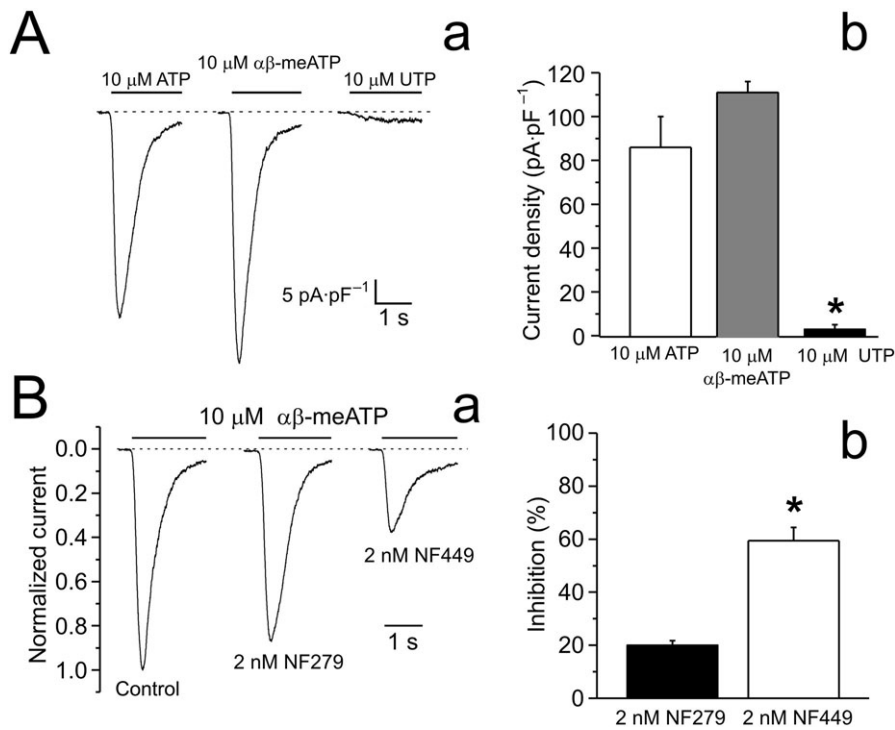 A
a
10 μM ATP
10 μM αβ-meATP
10 μM UTP
5 pA·pF⁻¹
1 s
b
Current density (pA·pF⁻¹)
120
100
80
60
40
20
0
*
10 μM ATP
10 μM
αβ-meATP
10 μM UTP
B
a
10 μM αβ-meATP
Normalized current
0.0
0.2
0.4
0.6
0.8
1.0
Control
2 nM NF279
2 nM NF449
1 s
b
Inhibition (%)
100
80
60
40
20
0
*
2 nM NF279
2 nM NF449